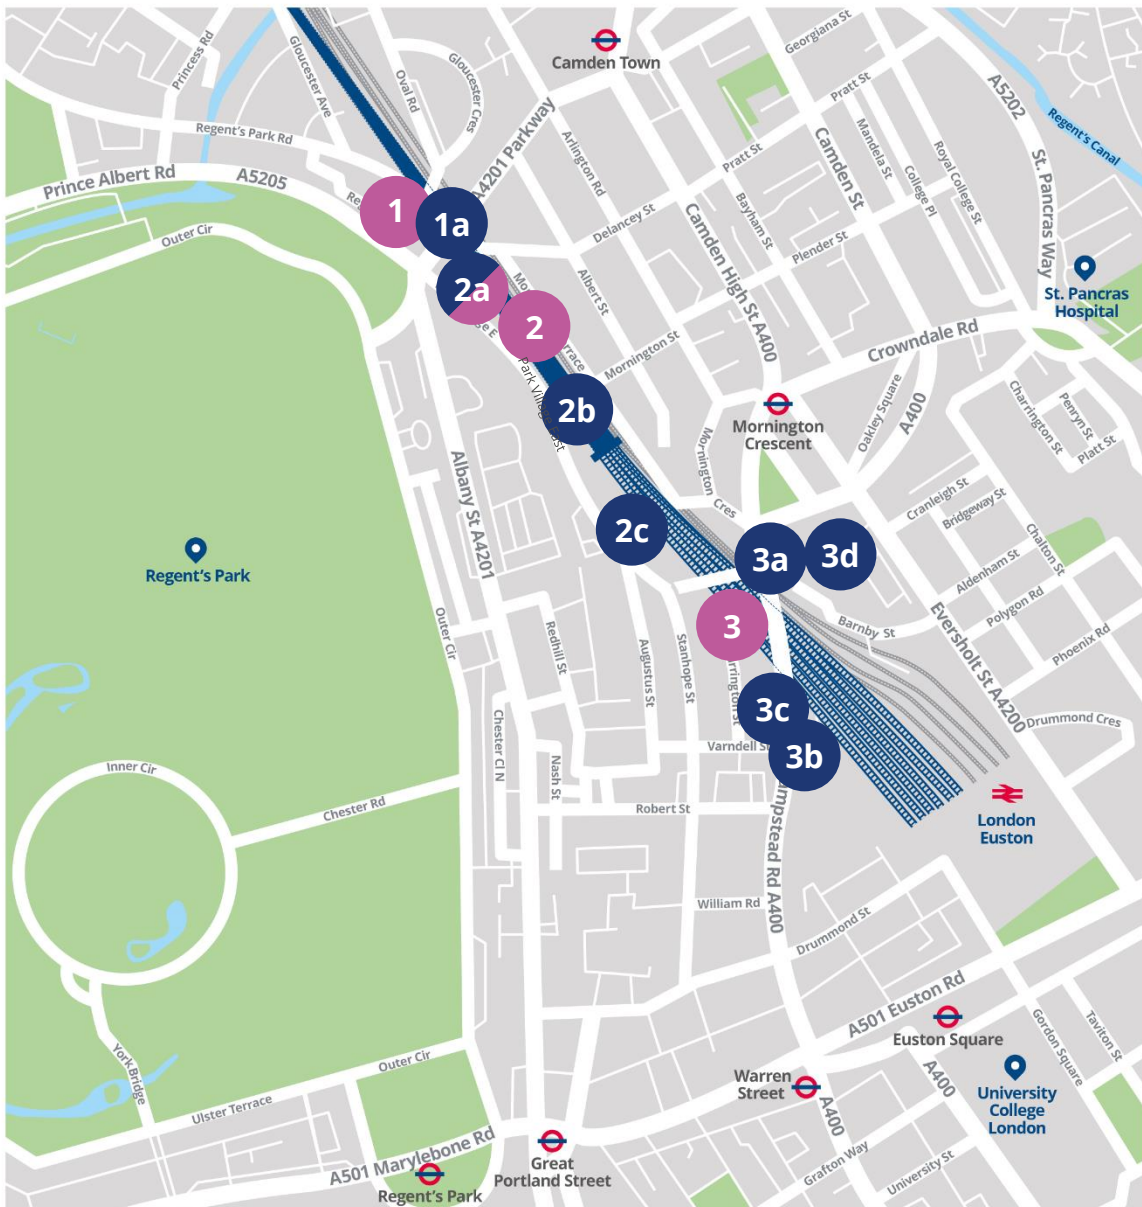 Georgiana St
Princess Rd
Gloucester Ave
Camden Town
Oval Rd
Gloucester Cres
Pratt St
A5202
Regent's Canal
A4201 Parkway
Regent's Park Rd
Arlington Rd
Pratt St
Camden St
Mandela St
College Pl
Royal College St
St. Pancras Way
Prince Albert Rd
A5205
1
1a
Delancey St
Bayham St
Camden High St A400
Plender St
Outer Cir
2a
Albert St
2
St. Pancras
Hospital
Mornington St
Crowndale Rd
Park Village East
2b
Oakley Square
A400
Charrington St
Penryn St
Platt St
Mornington
Crescent
Mornington
Cres
Albany St A4201
Cranleigh St
Bridgeway St
Chalton St
2c
3a
3d
Regent's Park
Aldenham St
Polygon Rd
Phoenix Rd
Eversholt St A4200
Barnby St
3
Outer Cir
Redhill St
Augustus St
Stanhope St
3c
Drummond Cres
Chester Cl N
Nash St
3b
Inner Cir
Chester Rd
Robert St
London
Euston
William Rd
A400
Drummond St
A501 Euston Rd
Euston Square
Gordon Square
Taviton St
York Bridge
Outer Cir
Ulster Terrace
Warren
Street
A400
A400
University
College
London
A501 Marylebone Rd
Great
Portland Street
Regent's Park
Grafton Way
University St